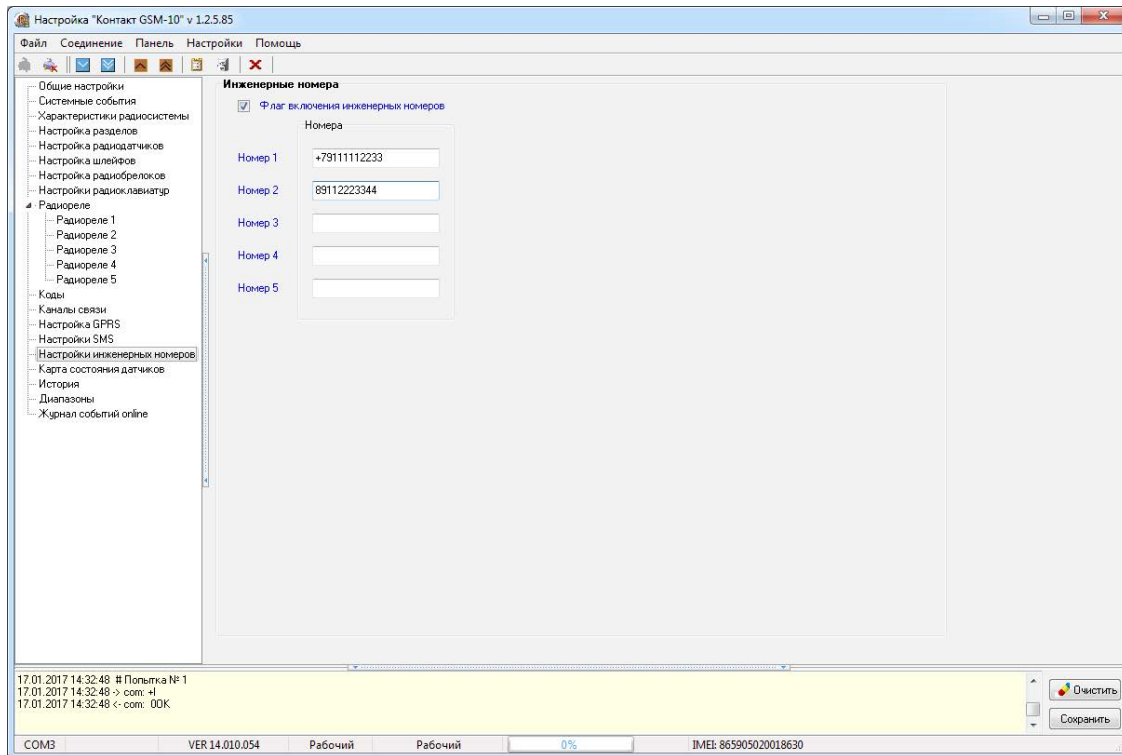 Настройка "Контакт GSM-10" v 1.2.5.85
Файл Соединение Панель Настройки Помощь
Общие настройки
Системные события
Характеристики радиосистемы
Настройка разделов
Настройка радиодатчиков
Настройка шлейфов
Настройка радиобрелоков
Настройки радиоклавиатур
Радиореле
Радиореле 1
Радиореле 2
Радиореле 3
Радиореле 4
Радиореле 5
Коды
Каналы связи
Настройка GPRS
Настройки SMS
Настройки инженерных номеров
Карта состояния датчиков
История
Диапазоны
Журнал событий online
Инженерные номера
Флаг включения инженерных номеров
Номера
Номер 1 +79111112233
Номер 2 89112223344
Номер 3
Номер 4
Номер 5
17.01.2017 14:32:48 # Попытка № 1
17.01.2017 14:32:48 -> com: +I
17.01.2017 14:32:48 <- com: 0OK
Очистить
Сохранить
COM3 VER 14.010.054 Рабочий Рабочий 0% IMEI: 865905020018630